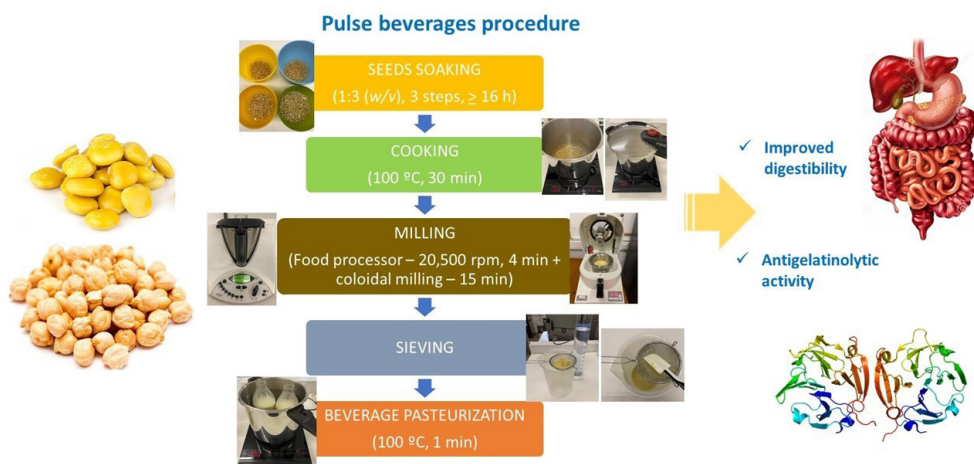 Pulse beverages procedure
SEEDS SOAKING
(1:3 (w/v), 3 steps, ≥ 16 h)
COOKING
(100 ºC, 30 min)
MILLING
(Food processor – 20,500 rpm, 4 min +
coloidal milling – 15 min)
SIEVING
BEVERAGE PASTEURIZATION
(100 ºC, 1 min)
✓ Improved
digestibility
✓ Antigelatinolytic
activity